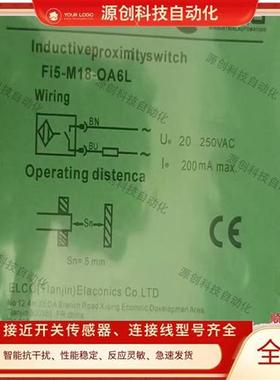 YOUR LOGO
源创科技自动化
Inductiveproximityswitch
Fi5-M18-OA6L
Wiring
BN
BU
Ue 20 250VAC
Ie 200mA max.
Operating distenca
Sn
Sn= 5 mm
CE
ELCO(Tianjin)Elaconics Co.LTD
接近开关传感器、连接线型号齐全
智能抗干扰、性能稳定、反应灵敏、急速发货